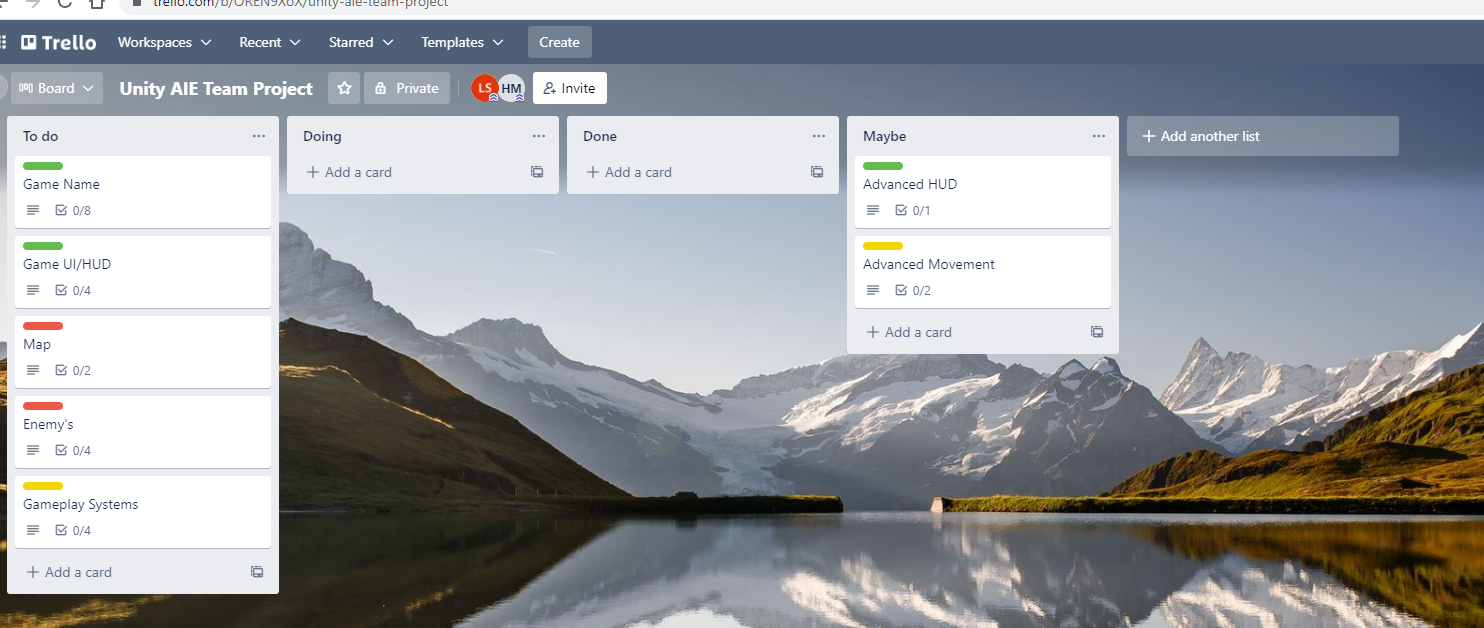 trello.com/b/OREN9XoX/unity-aie-team-project
Trello Workspaces Recent Starred Templates Create
Board Unity AIE Team Project Private LS HM Invite
To do
Game Name
0/8
Game UI/HUD
0/4
Map
0/2
Enemy's
0/4
Gameplay Systems
0/4
+ Add a card
Doing
+ Add a card
Done
+ Add a card
Maybe
Advanced HUD
0/1
Advanced Movement
0/2
+ Add a card
+ Add another list